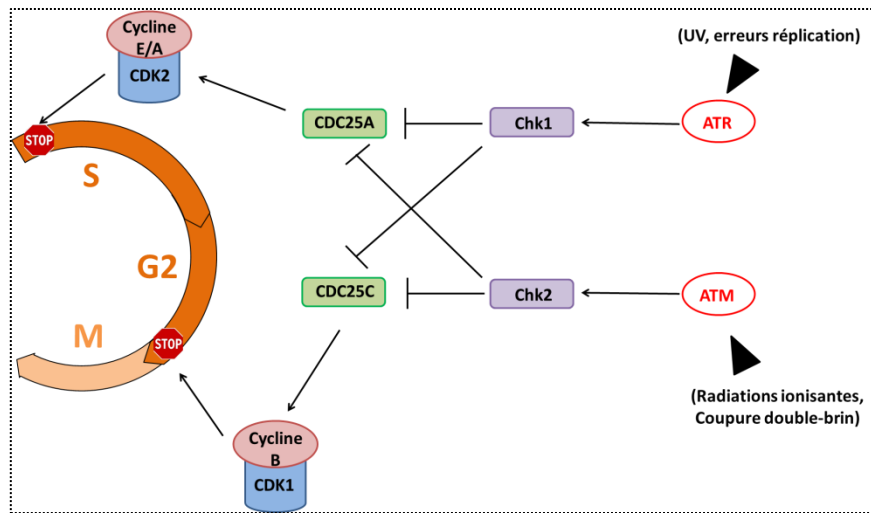 Cycline
E/A
CDK2
(UV, erreurs réplication)
STOP
CDC25A
Chk1
ATR
S
G2
CDC25C
Chk2
ATM
M
STOP
(Radiations ionisantes,
Coupure double-brin)
Cycline
B
CDK1